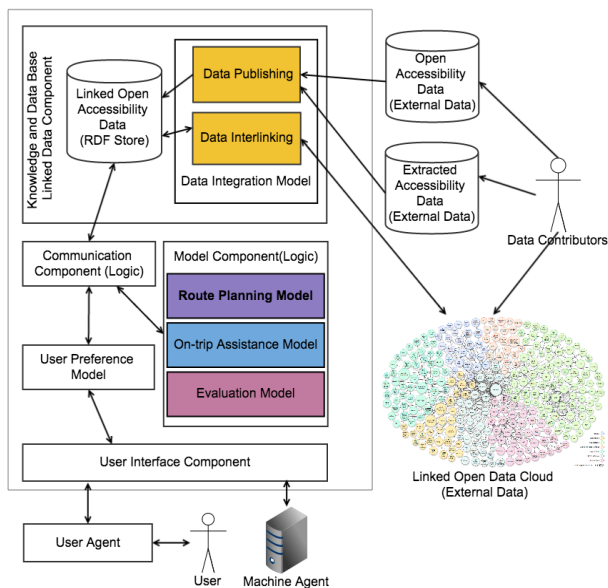 Knowledge and Data Base
Linked Data Component
Linked Open
Accessibility
Data
(RDF Store)
Data Publishing
Data Interlinking
Data Integration Model
Open
Accessibility
Data
(External Data)
Extracted
Accessibility
Data
(External Data)
Data Contributors
Communication
Component (Logic)
Model Component(Logic)
Route Planning Model
On-trip Assistance Model
Evaluation Model
User Preference
Model
User Interface Component
Linked Open Data Cloud
(External Data)
User Agent
User
Machine Agent